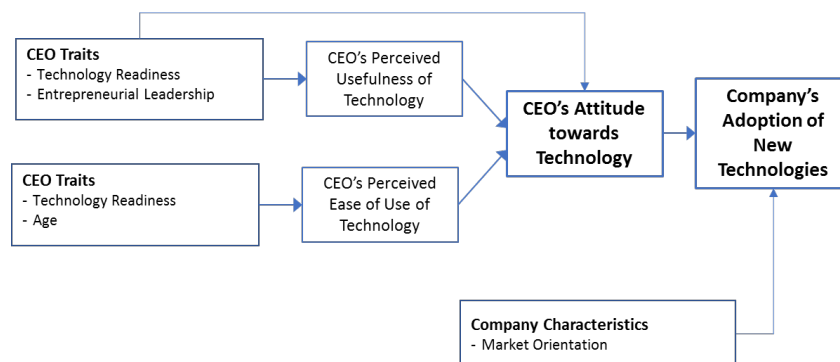 CEO Traits
- Technology Readiness
- Entrepreneurial Leadership
CEO's Perceived
Usefulness of
Technology
CEO's Attitude
towards
Technology
Company's
Adoption of
New
Technologies
CEO Traits
- Technology Readiness
- Age
CEO's Perceived
Ease of Use of
Technology
Company Characteristics
- Market Orientation